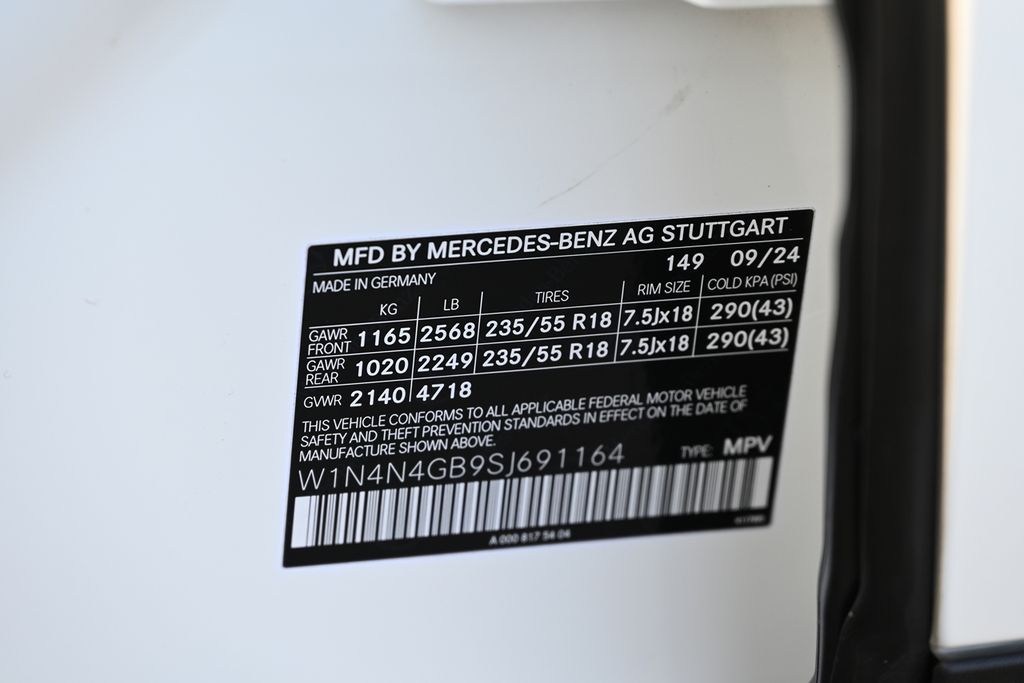 MFD BY MERCEDES-BENZ AG STUTTGART
MADE IN GERMANY 149 09/24
KG LB TIRES RIM SIZE COLD KPA (PSI)
GAWR FRONT 1165 2568 235/55 R18 7.5Jx18 290(43)
GAWR REAR 1020 2249 235/55 R18 7.5Jx18 290(43)
GVWR 2140 4718
THIS VEHICLE CONFORMS TO ALL APPLICABLE FEDERAL MOTOR VEHICLE
SAFETY AND THEFT PREVENTION STANDARDS IN EFFECT ON THE DATE OF
MANUFACTURE SHOWN ABOVE.
W1N4N4GB9SJ691164 TYPE: MPV
A 000 817 54 04